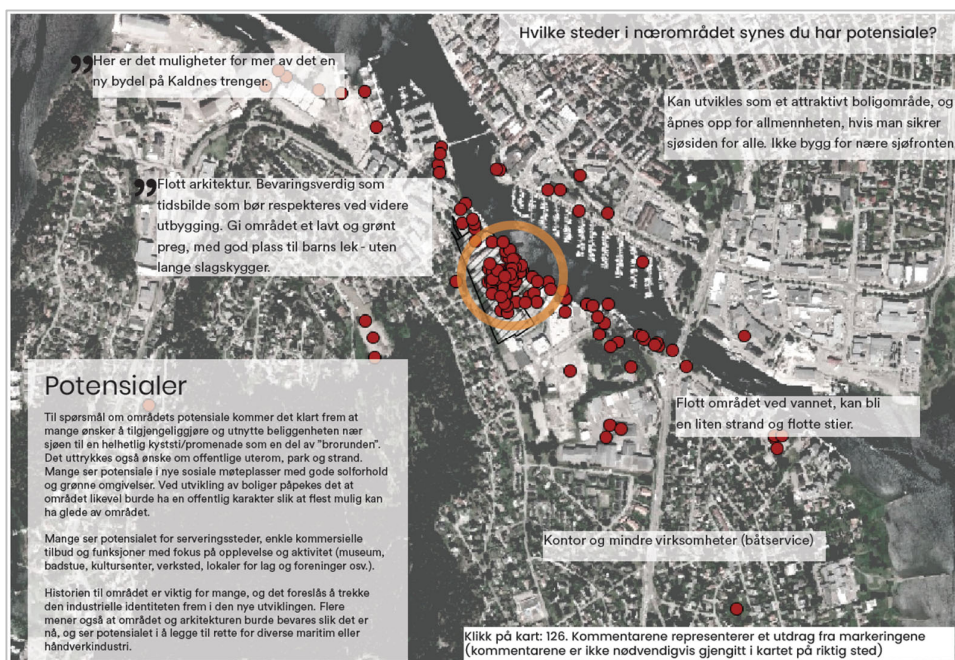 Hvilke steder i nærområdet synes du har potensiale?
Her er det muligheter for mer av det en
ny bydel på Kaldnes trenger.
Kan utvikles som et attraktivt boligområde, og
åpnes opp for allmennheten, hvis man sikrer
sjøsiden for alle. Ikke bygg for nære sjøfronten
Flott arkitektur. Bevaringsverdig som
tidsbilde som bør respekteres ved videre
utbygging. Gi området et lavt og grønt
preg, med god plass til barns lek - uten
lange slagskygger.
Potensialer
Til spørsmål om områdets potensiale kommer det klart frem at
mange ønsker å tilgjengeliggjøre og utnytte beliggenheten nær
sjøen til en helhetlig kyststi/promenade som en del av "brorunden".
Det uttrykkes også ønske om offentlige uterom, park og strand.
Mange ser potensiale i nye sosiale møteplasser med gode solforhold
og grønne omgivelser. Ved utvikling av boliger påpekes det at
området likevel burde ha en offentlig karakter slik at flest mulig kan
ha glede av området.
Mange ser potensialet for serveringssteder, enkle kommersielle
tilbud og funksjoner med fokus på opplevelse og aktivitet (museum,
badstue, kultursenter, verksted, lokaler for lag og foreninger osv.).
Historien til området er viktig for mange, og det foreslås å trekke
den industrielle identiteten frem i den nye utviklingen. Flere
mener også at området og arkitekturen burde bevares slik det er
nå, og ser potensialet i å legge til rette for diverse maritim eller
håndverkindustri.
Flott området ved vannet, kan bli
en liten strand og flotte stier.
Kontor og mindre virksomheter (båtservice)
Klikk på kart: 126. Kommentarene representerer et utdrag fra markeringene
(kommentarene er ikke nødvendigvis gjengitt i kartet på riktig sted)